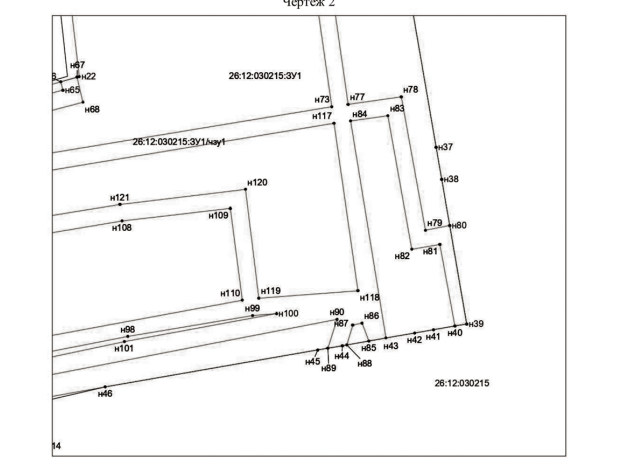 Чертеж 2
н67
н22
н65
н68
26:12:030215:ЗУ1
н73
н77
н78
н117
н84
н83
26:12:030215:ЗУ1/чзу1
н37
н38
н120
н121
н109
н108
н79
н80
н82
н81
н119
н118
н110
н99
н100
н90
н87
н86
н98
н101
н39
н40
н41
н42
н43
н85
н44
н88
н45
н89
н46
26:12:030215
14